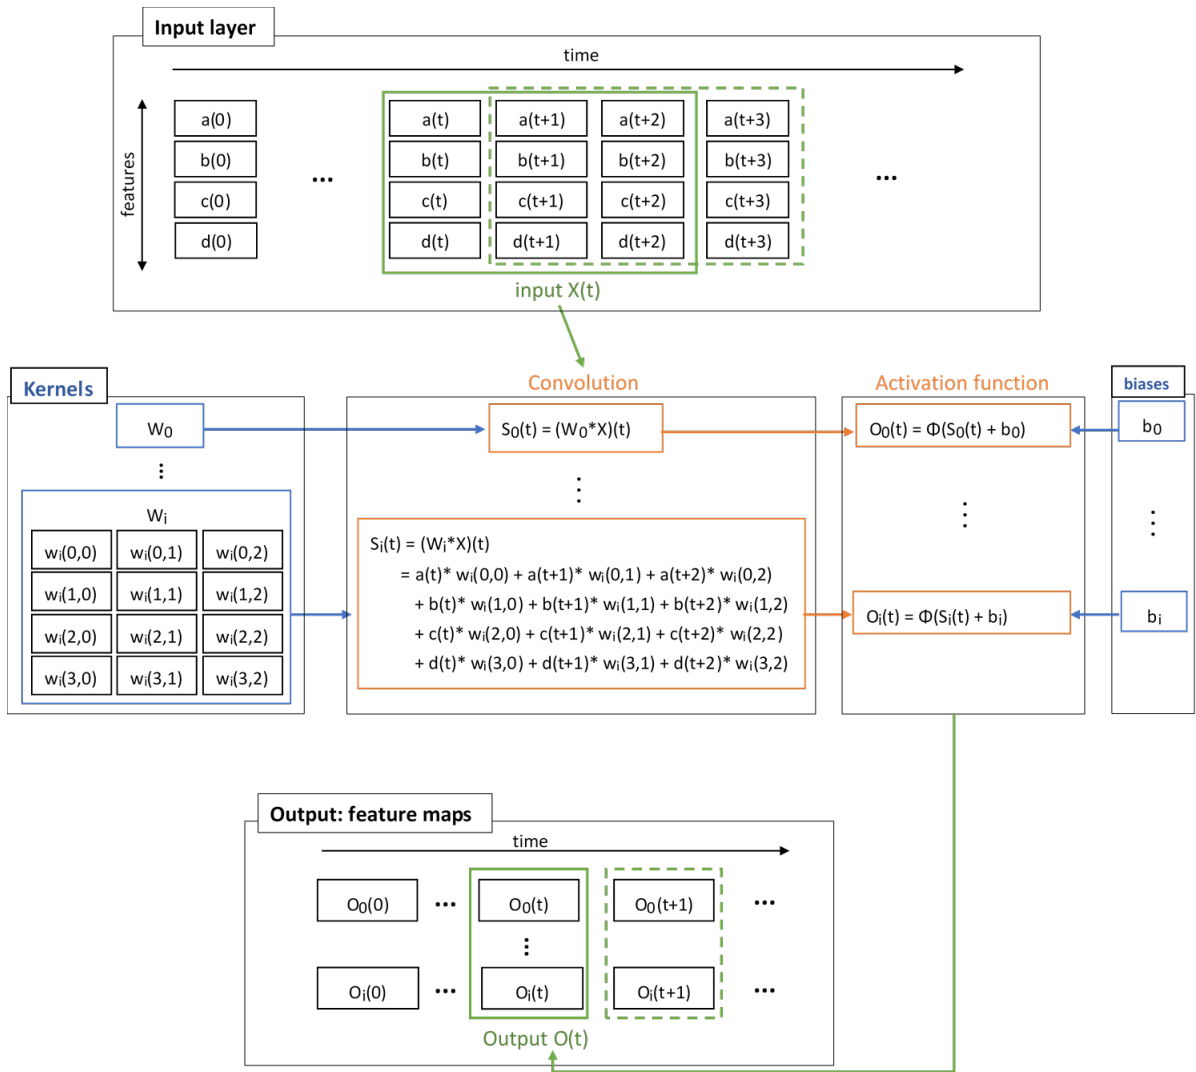 Input layer
time
features
a(0) a(t) a(t+1) a(t+2) a(t+3)
b(0) b(t) b(t+1) b(t+2) b(t+3)
... ...
c(0) c(t) c(t+1) c(t+2) c(t+3)
d(0) d(t) d(t+1) d(t+2) d(t+3)
input X(t)
Kernels
Convolution
Activation function
biases
W₀
S₀(t) = (W₀*X)(t)
O₀(t) = Φ(S₀(t) + b₀)
b₀
...
...
...
...
Wᵢ
wᵢ(0,0) wᵢ(0,1) wᵢ(0,2)
wᵢ(1,0) wᵢ(1,1) wᵢ(1,2)
wᵢ(2,0) wᵢ(2,1) wᵢ(2,2)
wᵢ(3,0) wᵢ(3,1) wᵢ(3,2)
Sᵢ(t) = (Wᵢ*X)(t)
= a(t)* wᵢ(0,0) + a(t+1)* wᵢ(0,1) + a(t+2)* wᵢ(0,2)
+ b(t)* wᵢ(1,0) + b(t+1)* wᵢ(1,1) + b(t+2)* wᵢ(1,2)
+ c(t)* wᵢ(2,0) + c(t+1)* wᵢ(2,1) + c(t+2)* wᵢ(2,2)
+ d(t)* wᵢ(3,0) + d(t+1)* wᵢ(3,1) + d(t+2)* wᵢ(3,2)
Oᵢ(t) = Φ(Sᵢ(t) + bᵢ)
bᵢ
Output: feature maps
time
O₀(0) ... O₀(t) O₀(t+1) ...
...
Oᵢ(0) ... Oᵢ(t) Oᵢ(t+1) ...
Output O(t)